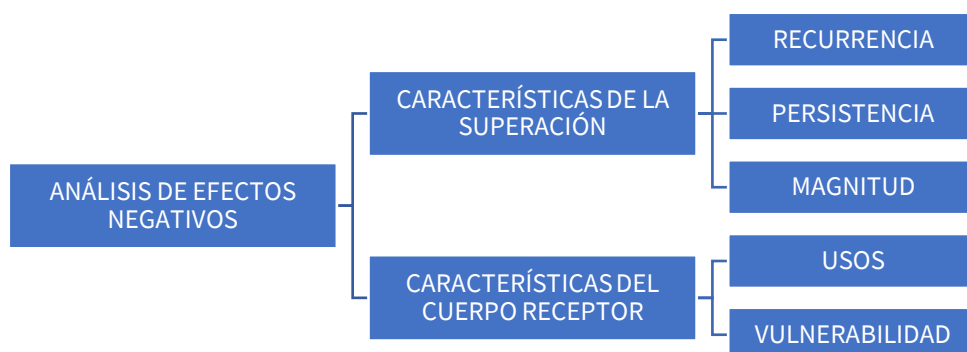 ANÁLISIS DE EFECTOS
NEGATIVOS
CARACTERÍSTICAS DE LA
SUPERACIÓN
RECURRENCIA
PERSISTENCIA
MAGNITUD
CARACTERÍSTICAS DEL
CUERPO RECEPTOR
USOS
VULNERABILIDAD